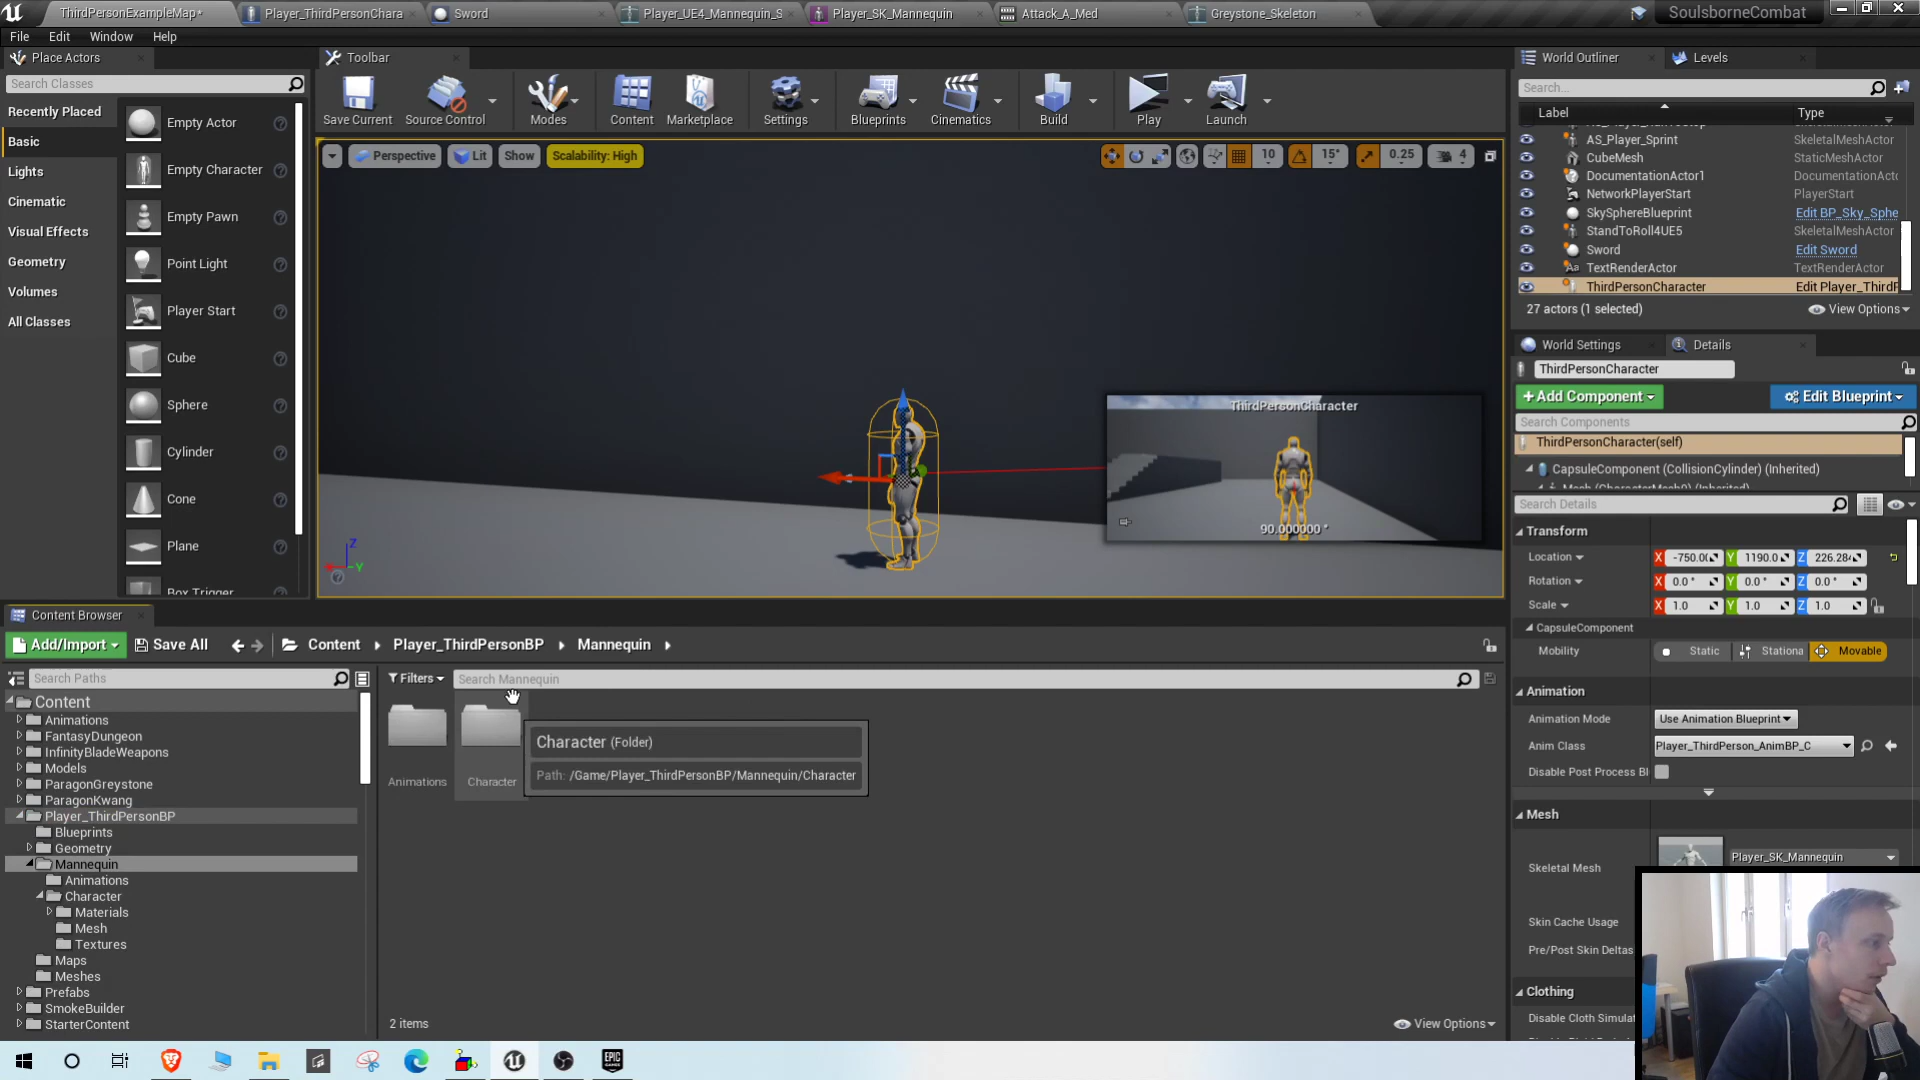 ThirdPersonExampleMap*
Player_ThirdPersonChara
Sword
Player_UE4_Mannequin_S
Player_SK_Mannequin
Attack_A_Med
Greystone_Skeleton
SoulsborneCombat
File Edit Window Help
Place Actors
Search Classes
Recently Placed
Basic
Lights
Cinematic
Visual Effects
Geometry
Volumes
All Classes
Empty Actor
Empty Character
Empty Pawn
Point Light
Player Start
Cube
Sphere
Cylinder
Cone
Plane
Box Trigger
Toolbar
Save Current
Source Control
Modes
Content
Marketplace
Settings
Blueprints
Cinematics
Build
Play
Launch
Perspective
Lit
Show
Scalability: High
10
15°
0.25
4
ThirdPersonCharacter
90.000000 °
Z
Y
World Outliner
Levels
Search...
Label Type
SkeletalMeshActor
AS_Player_Sprint SkeletalMeshActor
CubeMesh StaticMeshActor
DocumentationActor1 DocumentationActo
NetworkPlayerStart PlayerStart
SkySphereBlueprint Edit BP_Sky_Sphe
StandToRoll4UE5 SkeletalMeshActor
Sword Edit Sword
TextRenderActor TextRenderActor
ThirdPersonCharacter Edit Player_ThirdP
27 actors (1 selected)
View Options
World Settings
Details
ThirdPersonCharacter
+Add Component
Edit Blueprint
Search Components
ThirdPersonCharacter(self)
CapsuleComponent (CollisionCylinder) (Inherited)
Mesh (CharacterMesh0) (Inherited)
Search Details
Transform
Location X -750.0 Y 1190.0 Z 226.28
Rotation X 0.0 ° Y 0.0 ° Z 0.0 °
Scale X 1.0 Y 1.0 Z 1.0
CapsuleComponent
Mobility Static Stationa Movable
Animation
Animation Mode Use Animation Blueprint
Anim Class Player_ThirdPerson_AnimBP_C
Disable Post Process Bl
Mesh
Skeletal Mesh Player_SK_Mannequin
Skin Cache Usage
Pre/Post Skin Deltas
Clothing
Disable Cloth Simulat
Content Browser
Add/Import
Save All
Content
Player_ThirdPersonBP
Mannequin
Search Paths
Filters
Search Mannequin
Content
Animations
FantasyDungeon
InfinityBladeWeapons
Models
ParagonGreystone
ParagonKwang
Player_ThirdPersonBP
Blueprints
Geometry
Mannequin
Animations
Character
Materials
Mesh
Textures
Maps
Meshes
Prefabs
SmokeBuilder
StarterContent
Animations
Character
Character (Folder)
Path: /Game/Player_ThirdPersonBP/Mannequin/Character
2 items
View Options
EPIC GAMES